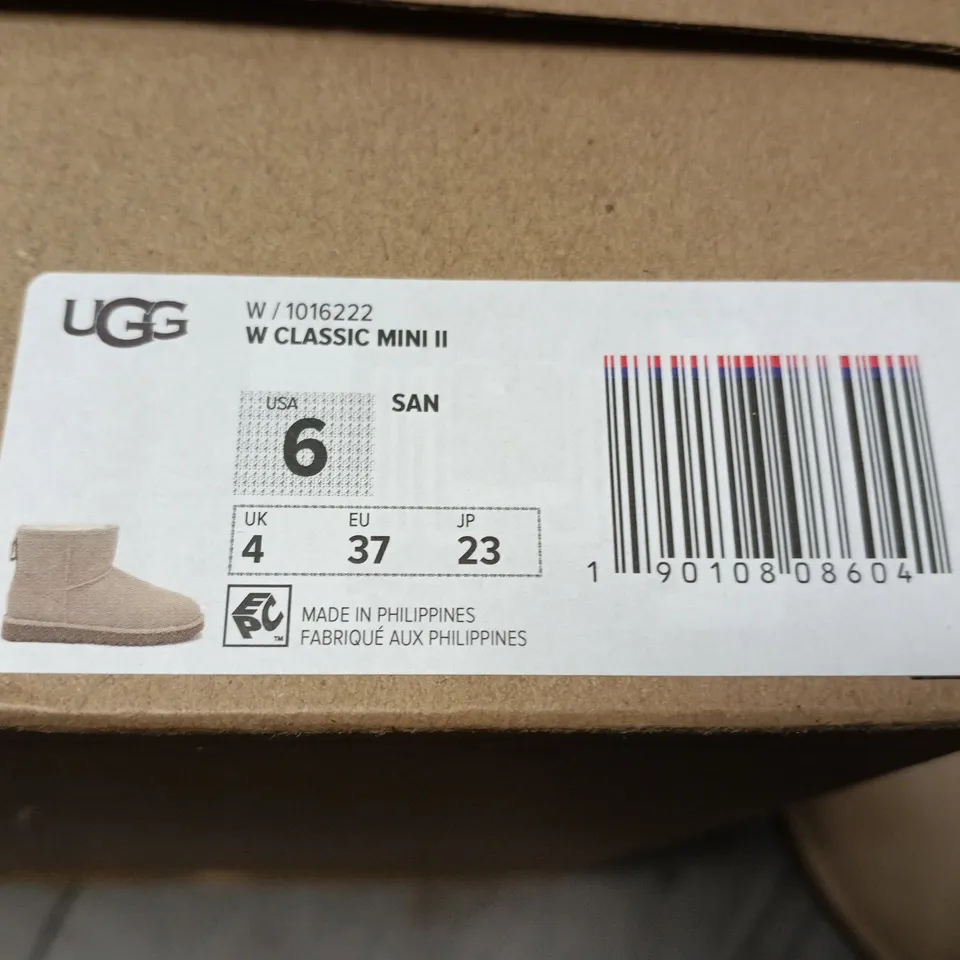 UGG
W / 1016222
W CLASSIC MINI II
USA
6
SAN
UK EU JP
4 37 23
1 90108 08604
EPC ™
MADE IN PHILIPPINES
FABRIQUÉ AUX PHILIPPINES